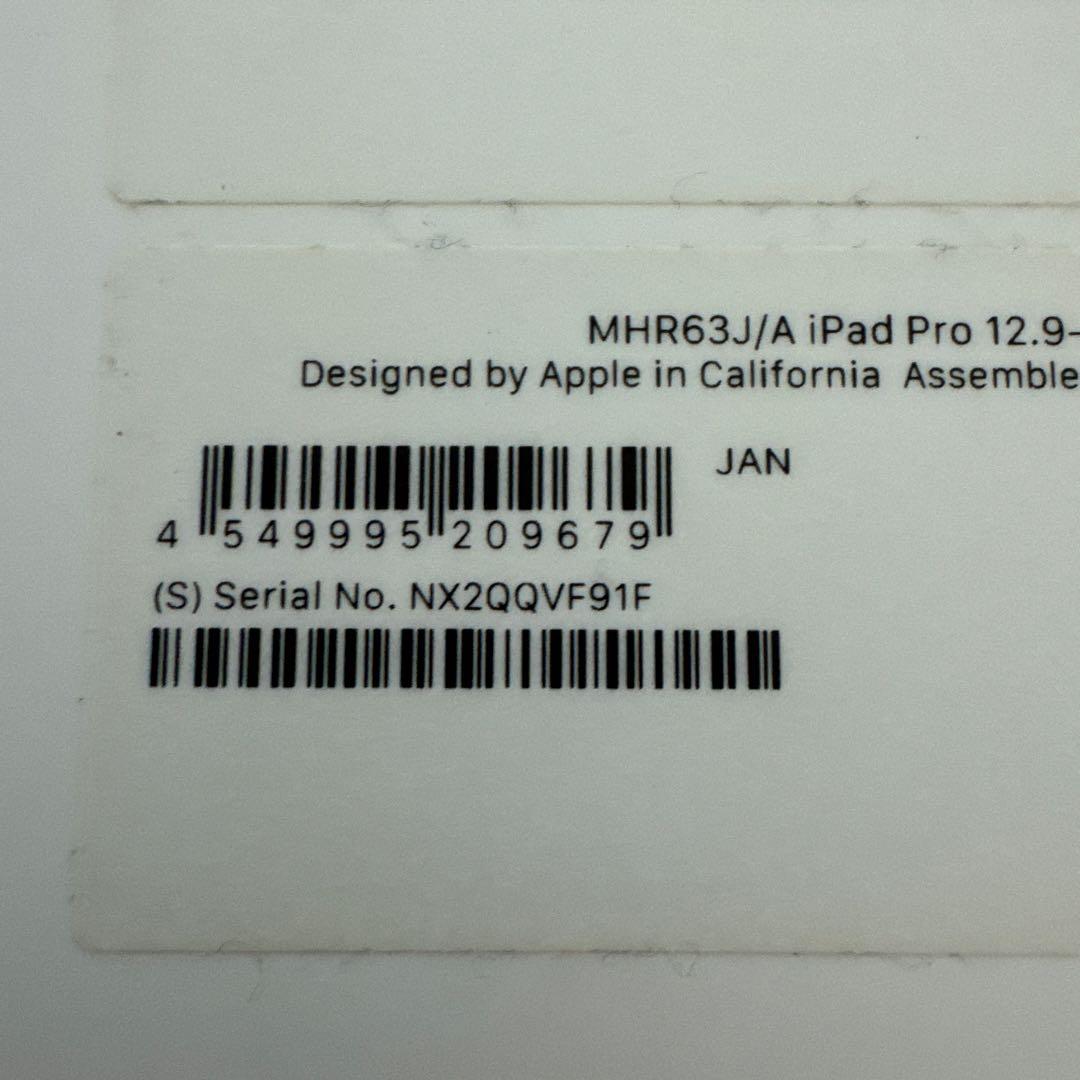 MHR63J/A iPad Pro 12.9-
Designed by Apple in California Assemble
JAN
4 549995 209679
(S) Serial No. NX2QQVF91F